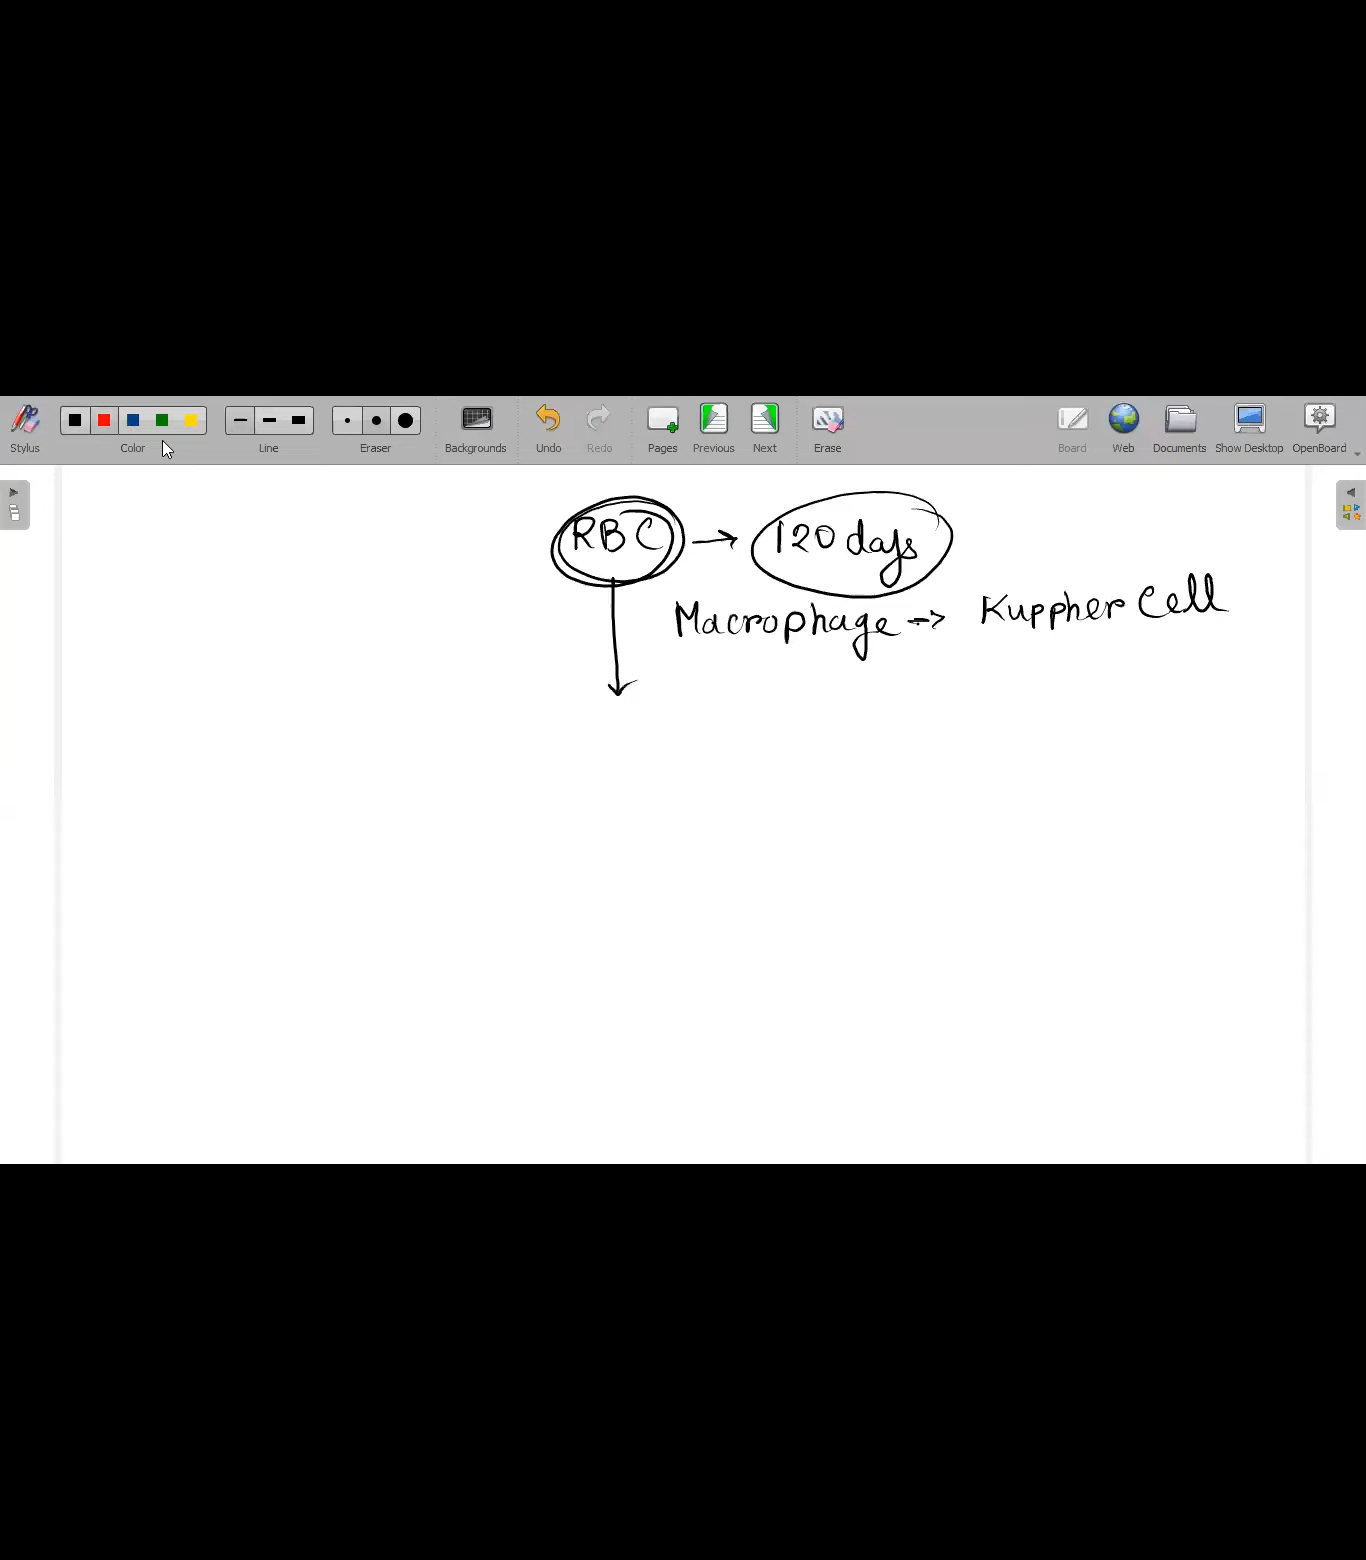 Stylus Color Line Eraser Backgrounds Undo Redo Pages Previous Next Erase Board Web Documents Show Desktop OpenBoard
RBC → 120 days
Macrophage -> Kuppher Cell